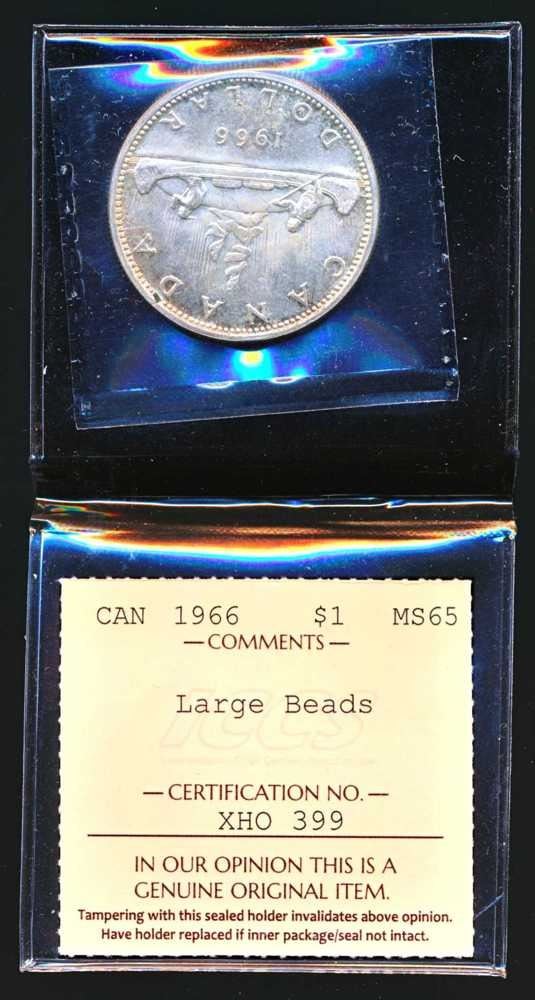 CANADA
1966
DOLLAR
CAN 1966 $1 MS65
—COMMENTS—
Large Beads
ICCS
—CERTIFICATION NO.—
XHO 399
IN OUR OPINION THIS IS A
GENUINE ORIGINAL ITEM.
Tampering with this sealed holder invalidates above opinion.
Have holder replaced if inner package/seal not intact.